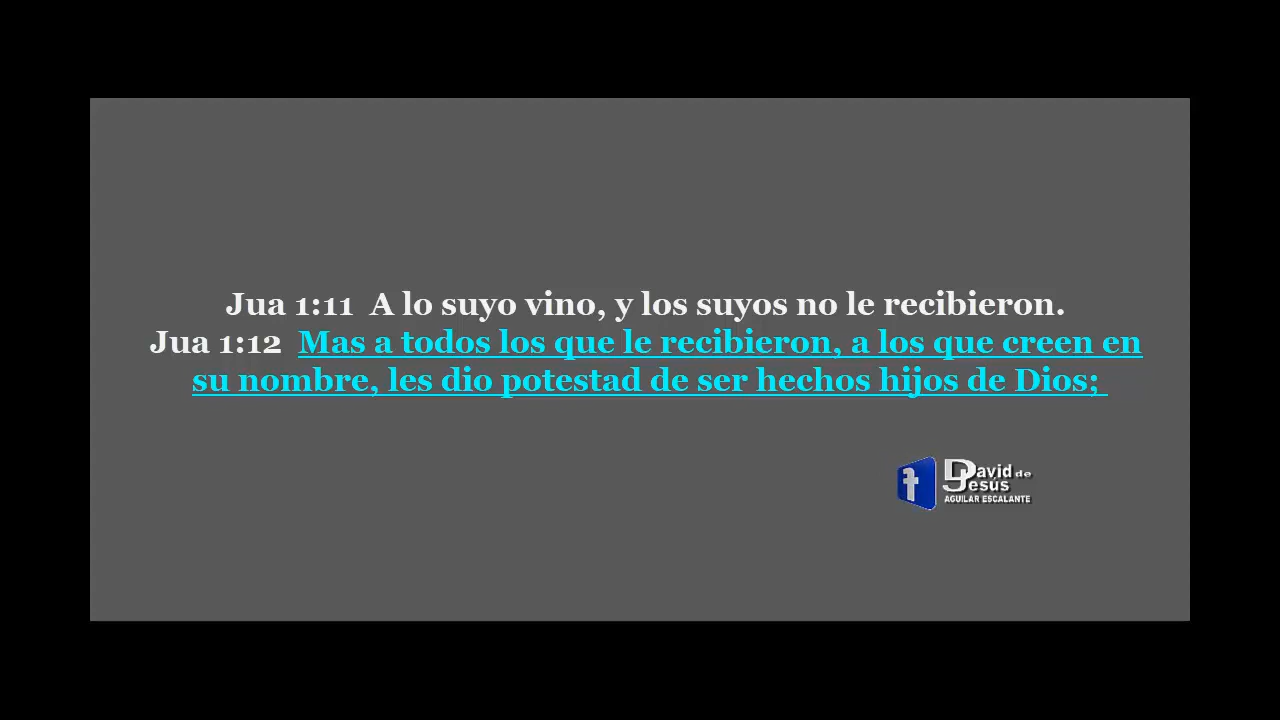 Jua 1:11  A lo suyo vino, y los suyos no le recibieron.
Jua 1:12  Mas a todos los que le recibieron, a los que creen en
su nombre, les dio potestad de ser hechos hijos de Dios;
f
David de
Jesús
AGUILAR ESCALANTE